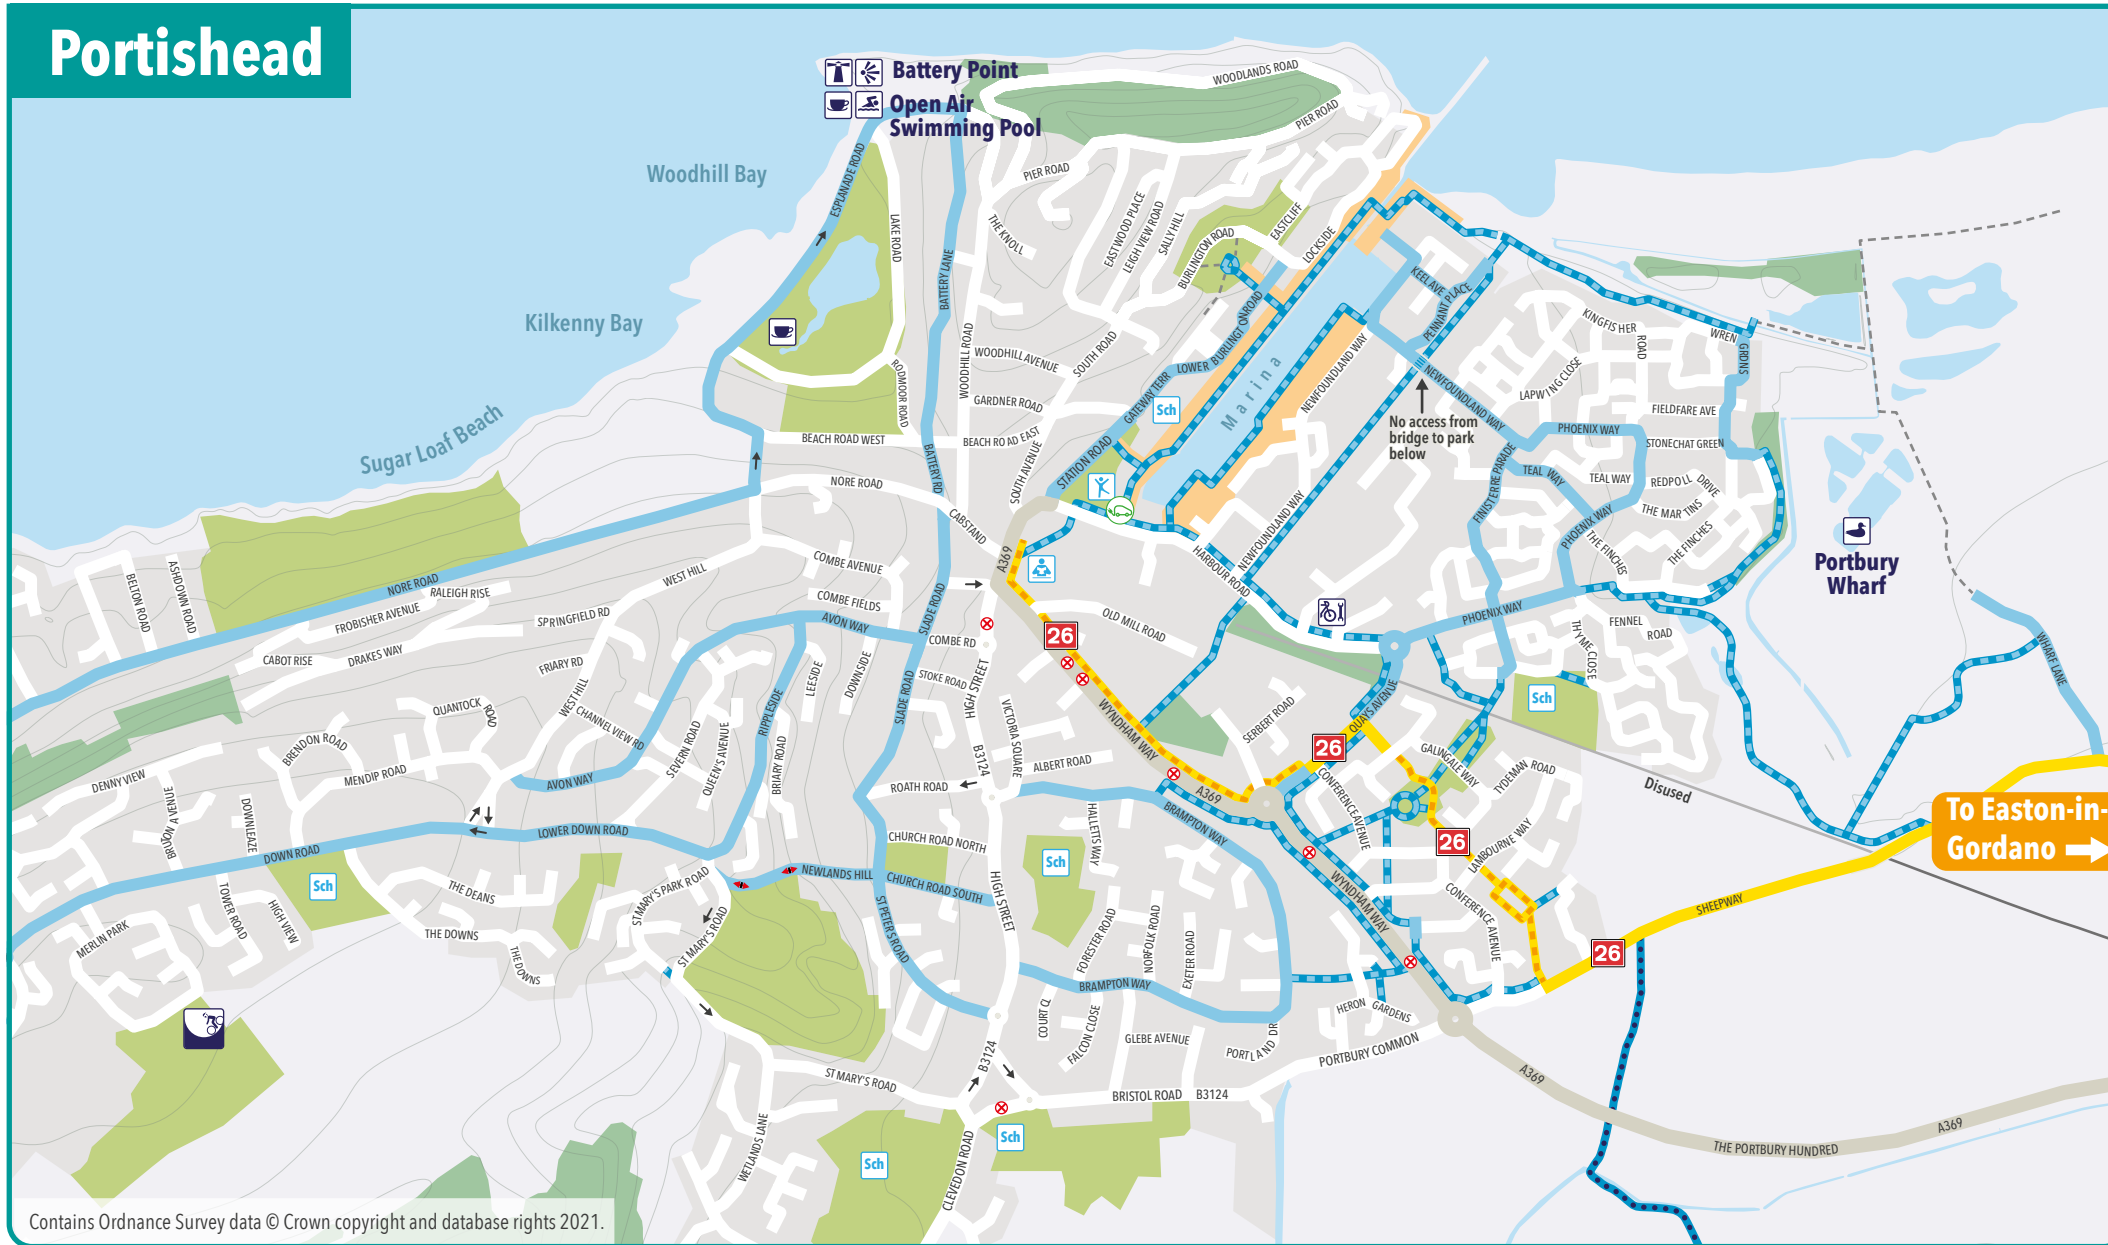 Portishead
Battery Point
Open Air
Swimming Pool
WOODLANDS ROAD
PIER ROAD
PIER ROAD
Woodhill Bay
ESPLANADE ROAD
LAKE ROAD
BATTERY LANE
THE KNOLL
EASTWOOD PLACE
LEIGH VIEW ROAD
SALLY HILL
BURLINGTON ROAD
EASTCLIFF
LOCKSIDE
Kilkenny Bay
KEEL AVE
PENNANT PLACE
KINGFISHER
ROAD
WREN
GRDNS
WOODHILL ROAD
WOODHILL AVENUE
SOUTH ROAD
LOWER BURLINGTON ROAD
GATEWAY TERR
Marina
NEWFOUNDLAND WAY
NEWFOUNDLAND WAY
LAPWING CLOSE
RODMOOR ROAD
GARDNER ROAD
Sch
FIELDFARE AVE
No access from
bridge to park
below
PHOENIX WAY
STONECHAT GREEN
Sugar Loaf Beach
BEACH ROAD WEST
BEACH ROAD EAST
BATTERY RD
SOUTH AVENUE
STATION ROAD
FINISTERRE PARADE
TEAL WAY
TEAL WAY
REDPOLL DRIVE
THE MARTINS
THE FINCHES
THE FINCHES
PHOENIX WAY
NORE ROAD
CABSTAND
A369
HARBOUR ROAD
NEWFOUNDLAND WAY
Portbury
Wharf
BELTON ROAD
ASHDOWN ROAD
NORE ROAD
RALEIGH RISE
FROBISHER AVENUE
CABOT RISE
DRAKES WAY
SPRINGFIELD RD
WEST HILL
COMBE AVENUE
COMBE FIELDS
AVON WAY
SLADE ROAD
COMBE RD
OLD MILL ROAD
26
PHOENIX WAY
FENNEL
ROAD
THYME CLOSE
WHARF LANE
FRIARY RD
WEST HILL
LEESIDE
DOWNSIDE
STOKE ROAD
HIGH STREET
SLADE ROAD
QUANTOCK
ROAD
CHANNEL VIEW RD
SEVERN ROAD
QUEEN'S AVENUE
RIPPLESIDE
BRIARY ROAD
VICTORIA SQUARE
B3124
WYNDHAM WAY
SERBERT ROAD
QUAYS AVENUE
26
Sch
GALINGALE WAY
TYDEMAN ROAD
Disused
BRENDON ROAD
MENDIP ROAD
DENNY VIEW
BRUTON AVENUE
DOWNLEAZE
AVON WAY
ROATH ROAD
ALBERT ROAD
A369
BRAMPTON WAY
CONFERENCE AVENUE
26
LAMBOURNE WAY
To Easton-in-
Gordano
DOWN ROAD
LOWER DOWN ROAD
CHURCH ROAD NORTH
HALLETTS WAY
Sch
Sch
NEWLANDS HILL
CHURCH ROAD SOUTH
ST MARY'S PARK ROAD
ST MARY'S ROAD
ST PETER'S ROAD
HIGH STREET
WYNDHAM WAY
CONFERENCE AVENUE
SHEEPWAY
26
THE DEANS
THE DOWNS
THE DOWNS
TOWER ROAD
HIGH VIEW
MERLIN PARK
FORESTER ROAD
NORFOLK ROAD
EXETER ROAD
BRAMPTON WAY
COURT CL
FALCON CLOSE
GLEBE AVENUE
PORTLAND DR
HERON GARDENS
PORTBURY COMMON
B3124
ST MARY'S ROAD
BRISTOL ROAD B3124
A369
THE PORTBURY HUNDRED
A369
WETLANDS LANE
CLEVEDON ROAD
Sch
Sch
Contains Ordnance Survey data © Crown copyright and database rights 2021.